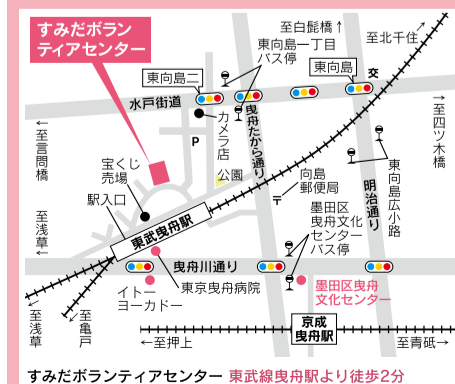 すみだボラン
ティアセンター
至白髭橋↑
至北千住
東向島一丁目
バス停
東向島二
東向島
交
水戸街道
カメラ店
曳舟たから通り
→
至四ツ木橋
←
至言問橋
P
宝くじ
売場
公園
向島
郵便局
〒
明治通り
東向島広小路
駅入口
至浅草
←
東武曳舟駅
墨田区
曳舟文化
センター
バス停
曳舟川通り
東京曳舟病院
イトー
ヨーカドー
墨田区曳舟
文化センター
至浅草
至亀戸
京成
曳舟駅
←至押上
至青砥→
すみだボランティアセンター 東武線曳舟駅より徒歩2分